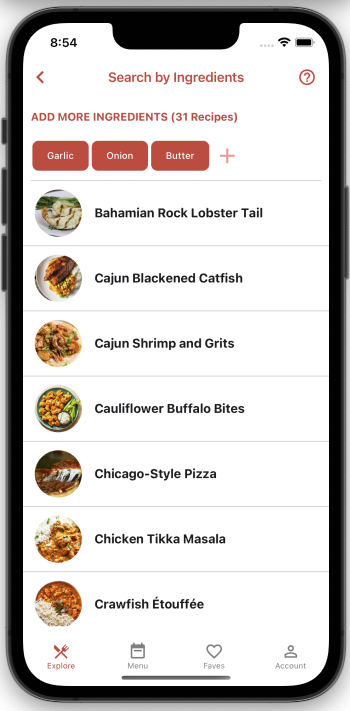 8:54
Search by Ingredients
ADD MORE INGREDIENTS (31 Recipes)
Garlic Onion Butter
Bahamian Rock Lobster Tail
Cajun Blackened Catfish
Cajun Shrimp and Grits
Cauliflower Buffalo Bites
Chicago-Style Pizza
Chicken Tikka Masala
Crawfish Étouffée
Explore Menu Faves Account